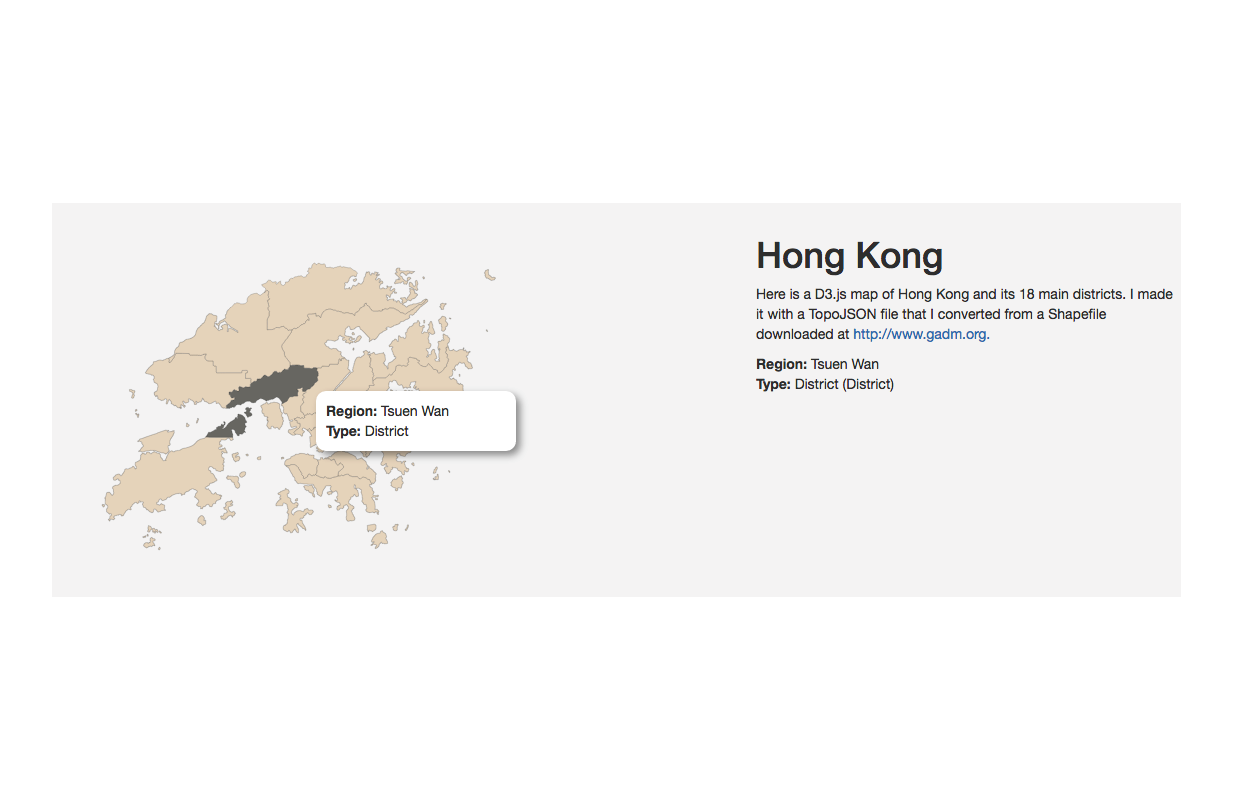 Hong Kong
Here is a D3.js map of Hong Kong and its 18 main districts. I made
it with a TopoJSON file that I converted from a Shapefile
downloaded at http://www.gadm.org.
Region: Tsuen Wan
Type: District (District)
Region: Tsuen Wan
Type: District